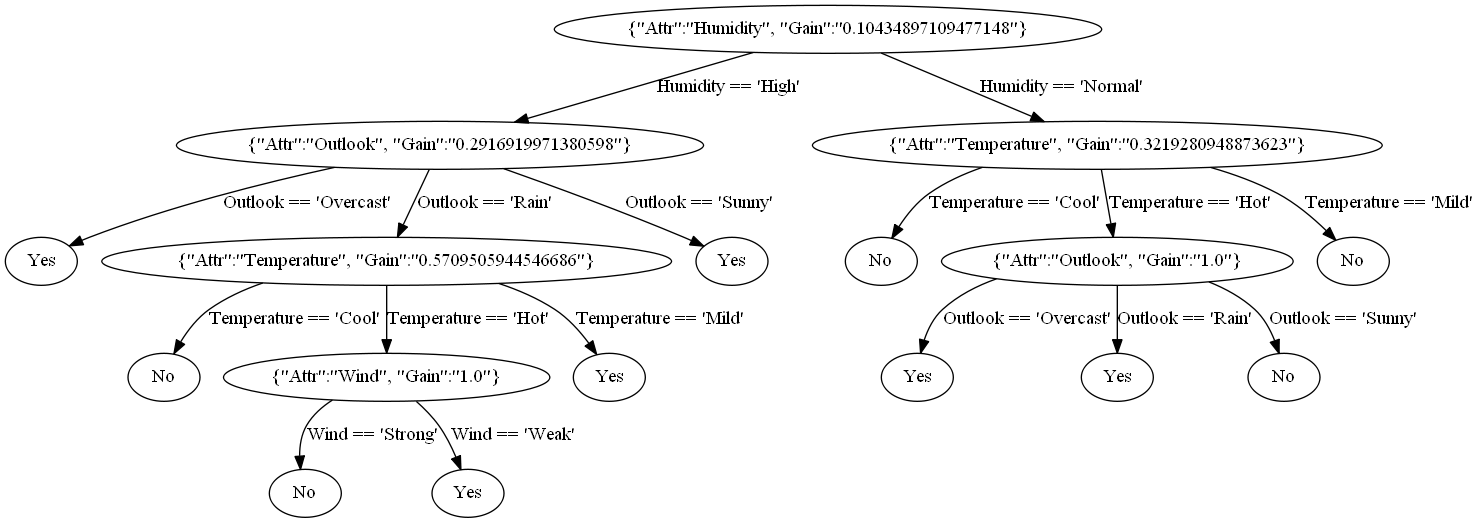 {"Attr":"Humidity", "Gain":"0.10434897109477148"}
Humidity == 'High'
Humidity == 'Normal'
{"Attr":"Outlook", "Gain":"0.2916919971380598"}
{"Attr":"Temperature", "Gain":"0.3219280948873623"}
Outlook == 'Overcast'
Outlook == 'Rain'
Outlook == 'Sunny'
Temperature == 'Cool'
Temperature == 'Hot'
Temperature == 'Mild'
Yes
{"Attr":"Temperature", "Gain":"0.5709505944546686"}
Yes
No
{"Attr":"Outlook", "Gain":"1.0"}
No
Temperature == 'Cool'
Temperature == 'Hot'
Temperature == 'Mild'
Outlook == 'Overcast'
Outlook == 'Rain'
Outlook == 'Sunny'
No
{"Attr":"Wind", "Gain":"1.0"}
Yes
Yes
Yes
No
Wind == 'Strong'
Wind == 'Weak'
No
Yes